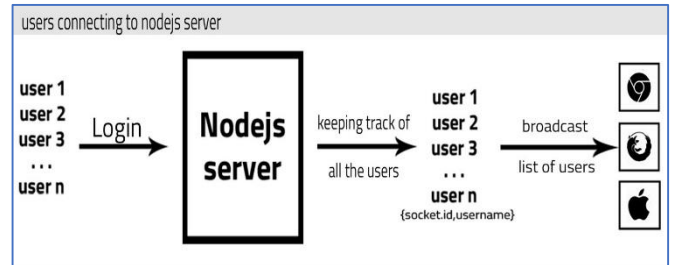 users connecting to nodejs server
user 1
user 2
user 3
...
user n
Login
Nodejs
server
keeping track of
all the users
user 1
user 2
user 3
...
user n
{socket.id,username}
broadcast
list of users